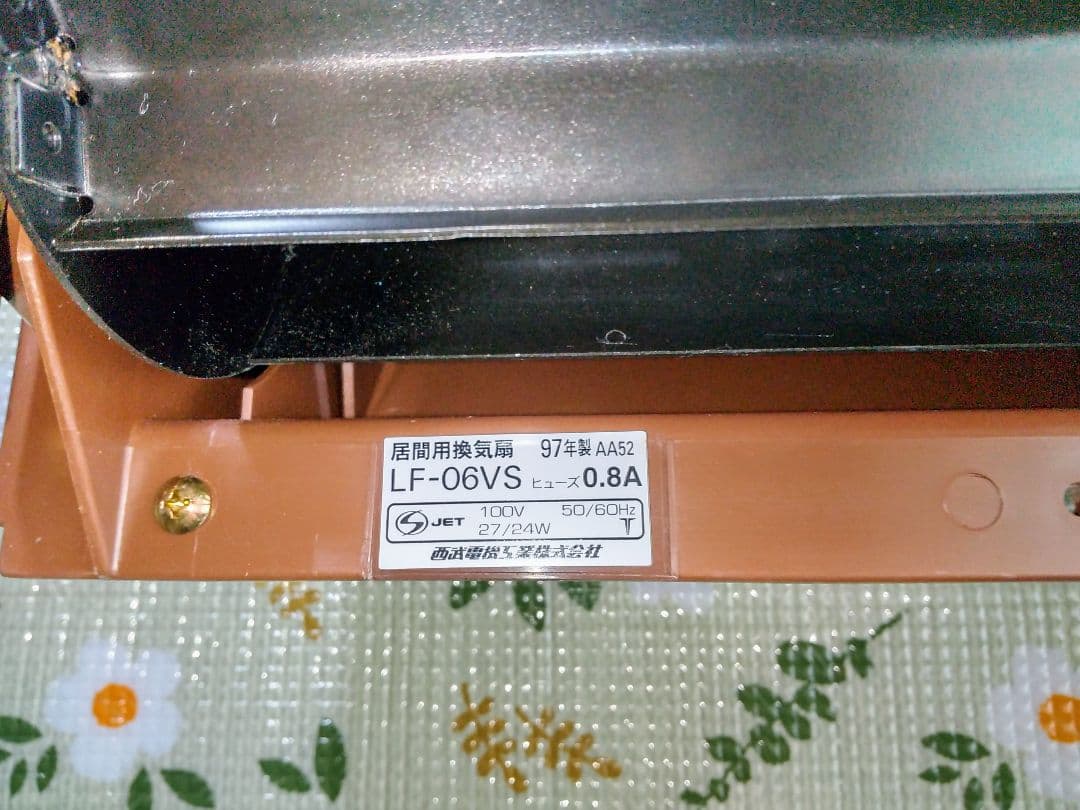 居間用換気扇 97年製 AA52
LF-06VS ヒューズ 0.8A
JET 100V 50/60Hz
27/24W T
西武電機工業株式会社